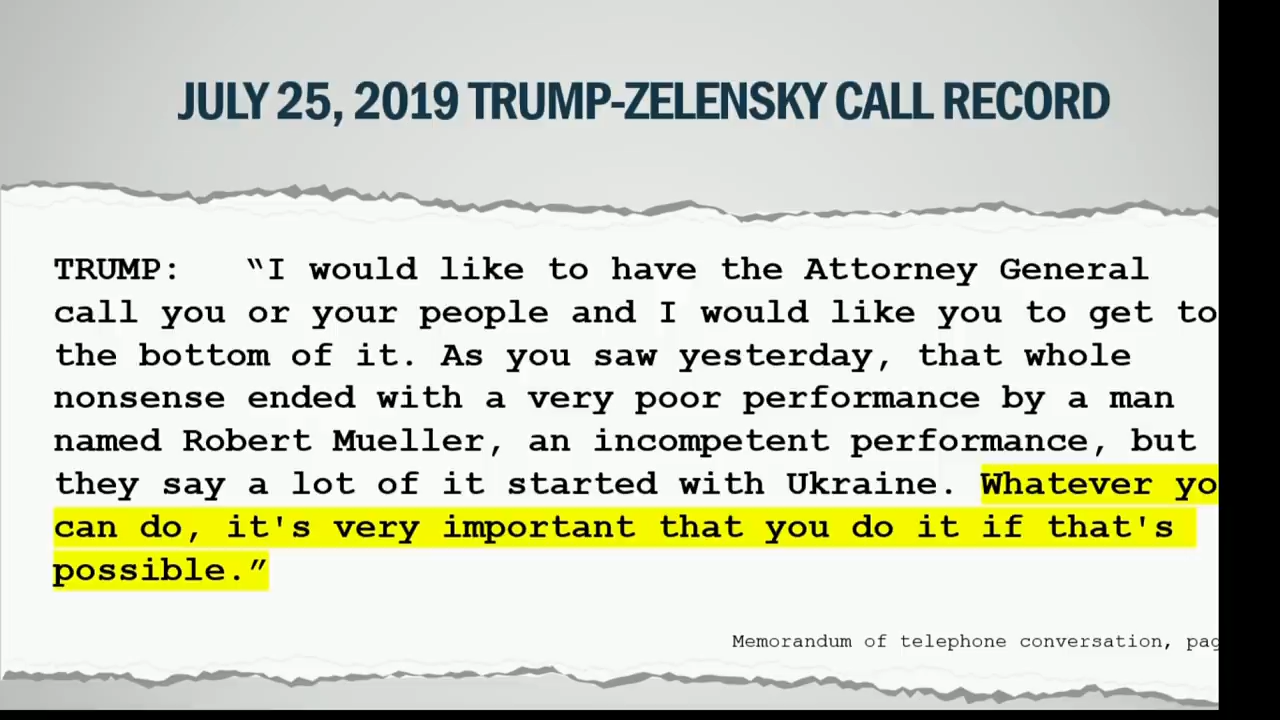 JULY 25, 2019 TRUMP-ZELENSKY CALL RECORD
TRUMP: “I would like to have the Attorney General
call you or your people and I would like you to get to
the bottom of it. As you saw yesterday, that whole
nonsense ended with a very poor performance by a man
named Robert Mueller, an incompetent performance, but
they say a lot of it started with Ukraine. Whatever yo
can do, it's very important that you do it if that's
possible.”
Memorandum of telephone conversation, pag